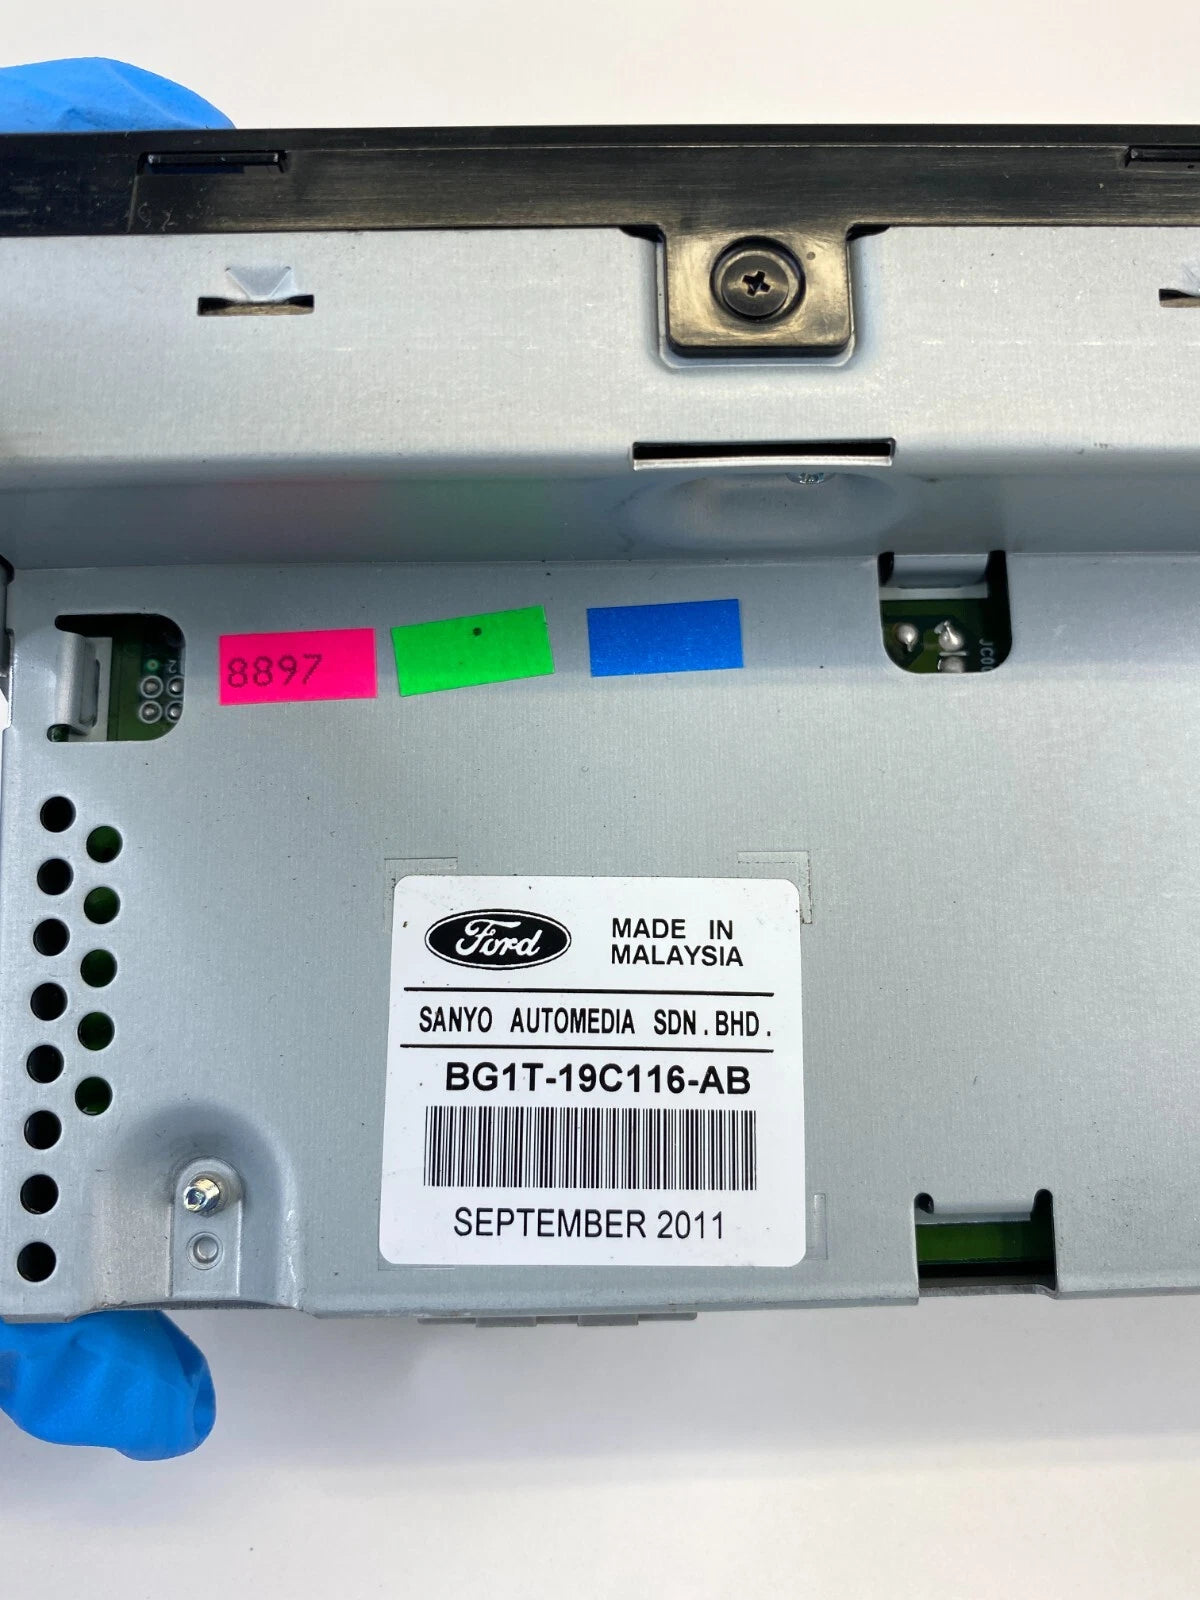 8897
Ford
MADE IN
MALAYSIA
SANYO AUTOMEDIA SDN.BHD.
BG1T-19C116-AB
SEPTEMBER 2011